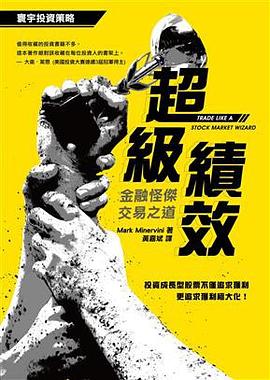 寰宇投資策略
值得收藏的投資書籍不多。
這本著作絕對該收藏在每位投資人的書架上。
── 大衛・萊恩 (美國投資大賽連續3屆冠軍得主)
超級績效
TRADE LIKE A
STOCK MARKET WIZARD
金融怪傑
交易之道
Mark Minervini 著
黃嘉斌 譯
投資成長型股票不僅追求獲利
更追求獲利極大化！